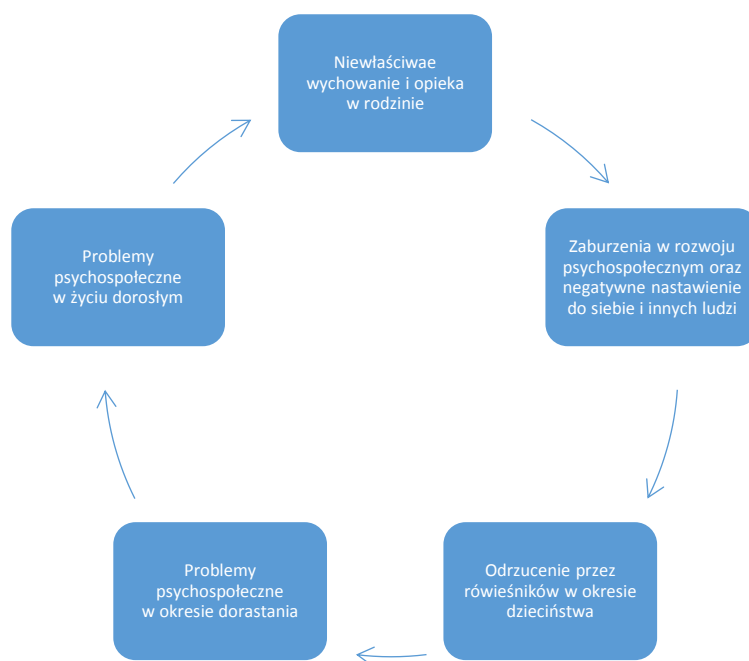 Niewłaściwae
wychowanie i opieka
w rodzinie
Zaburzenia w rozwoju
psychospołecznym oraz
negatywne nastawienie
do siebie i innych ludzi
Odrzucenie przez
rówieśników w okresie
dzieciństwa
Problemy
psychospołeczne
w okresie dorastania
Problemy
psychospołeczne
w życiu dorosłym